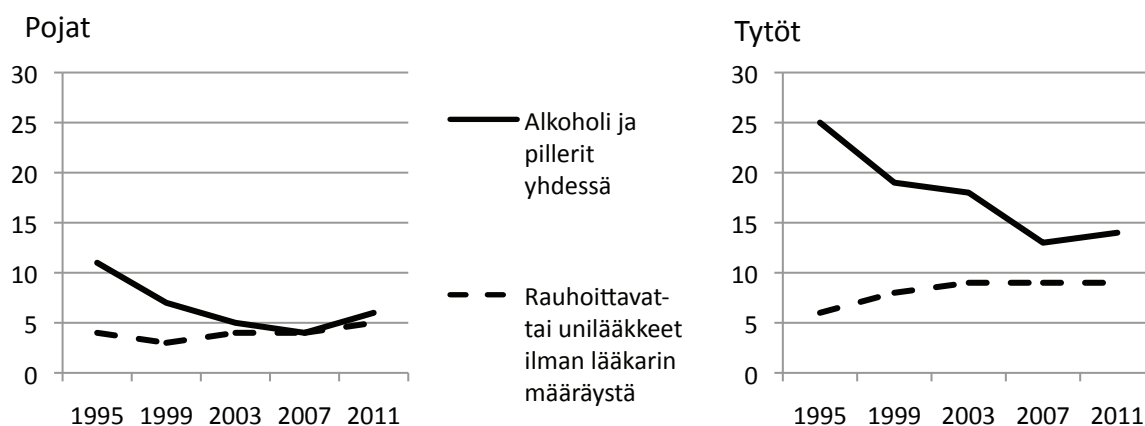 Pojat
30
25
20
15
10
5
0
1995 1999 2003 2007 2011
Alkoholi ja
pillerit
yhdessä
Rauhoittavat-
tai unilääkkeet
ilman lääkarin
määräystä
Tytöt
30
25
20
15
10
5
0
1995 1999 2003 2007 2011